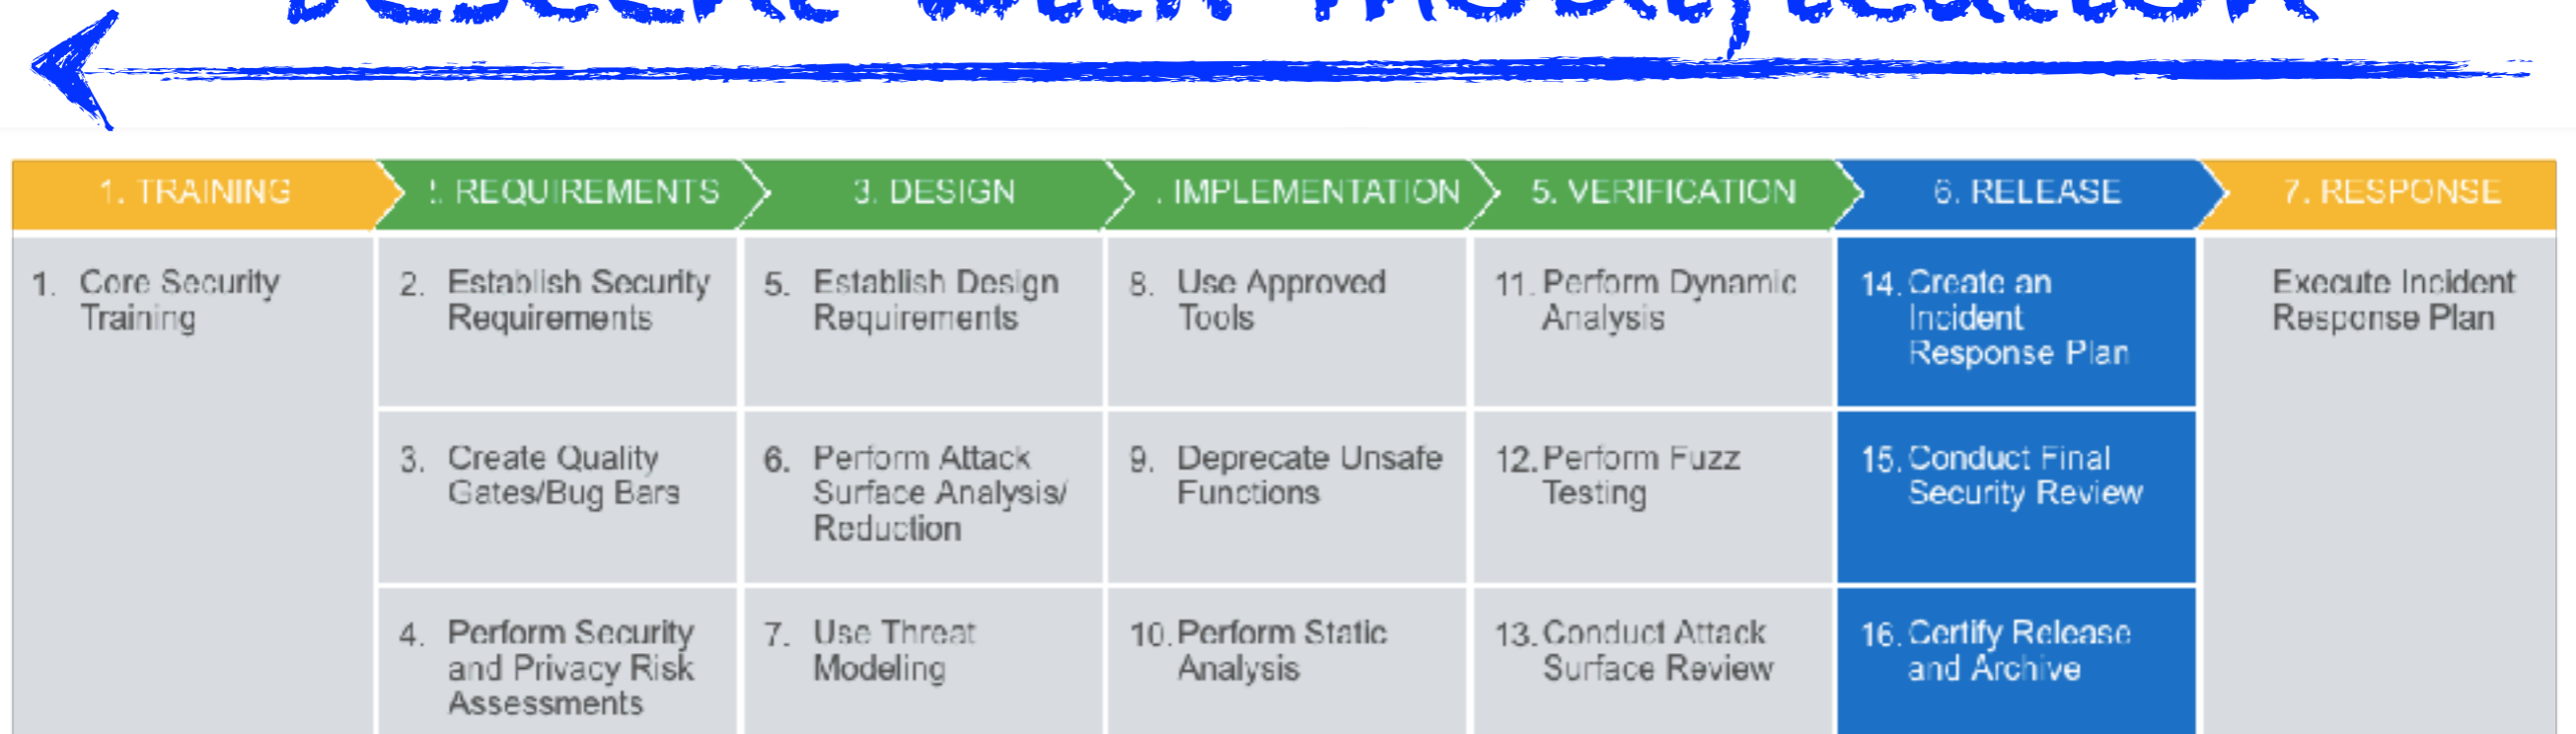 with modification
1. TRAINING
. REQUIREMENTS
3. DESIGN
. IMPLEMENTATION
5. VERIFICATION
6. RELEASE
7. RESPONSE
1. Core Security
Training
2. Establish Security
Requirements
5. Establish Design
Requirements
8. Use Approved
Tools
11. Perform Dynamic
Analysis
14. Create an
Incident
Response Plan
Execute Incident
Response Plan
3. Create Quality
Gates/Bug Bars
6. Perform Attack
Surface Analysis/
Reduction
9. Deprecate Unsafe
Functions
12. Perform Fuzz
Testing
15. Conduct Final
Security Review
4. Perform Security
and Privacy Risk
Assessments
7. Use Threat
Modeling
10. Perform Static
Analysis
13. Conduct Attack
Surface Review
16. Certify Release
and Archive